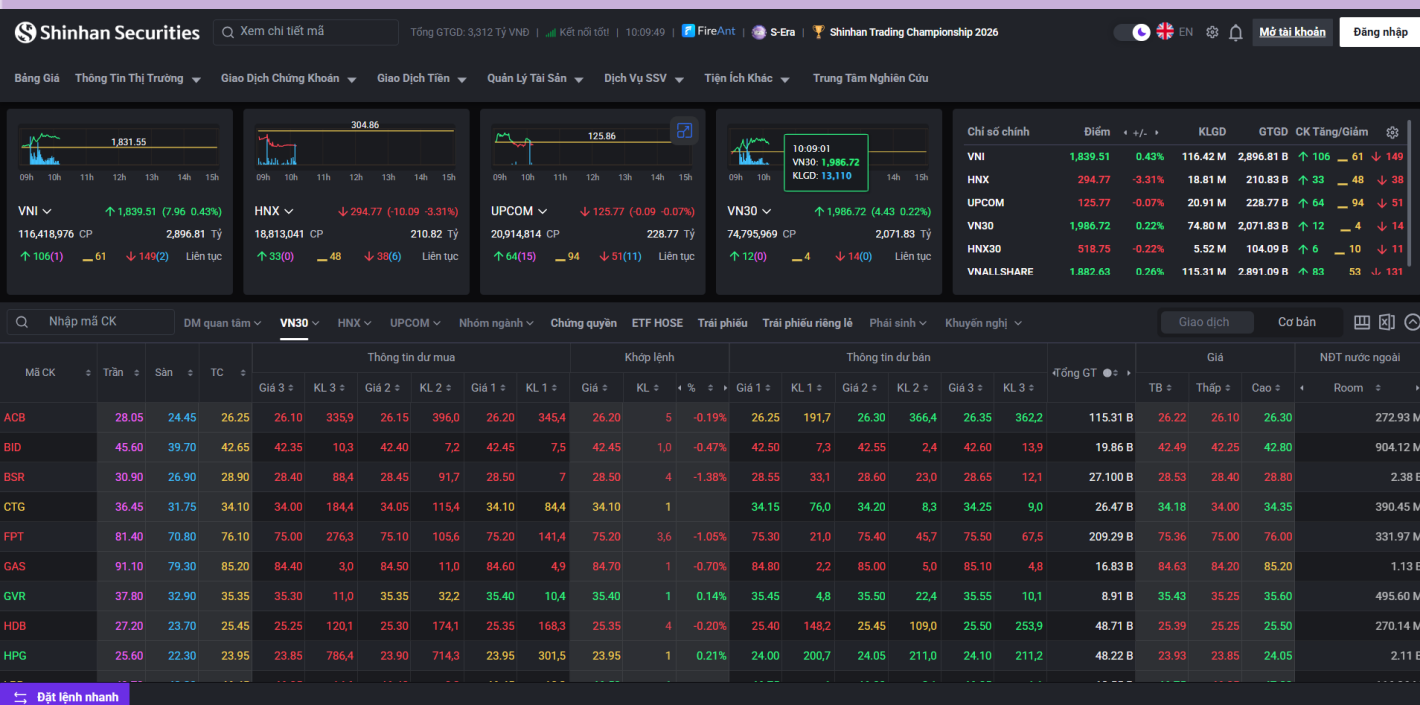 Shinhan Securities Xem chi tiết mã Tổng GTGD: 3,312 Tỷ VNĐ | Kết nối tốt! | 10:09:49 | FireAnt | S-Era | Shinhan Trading Championship 2026 EN Mở tài khoản Đăng nhập
Bảng Giá Thông Tin Thị Trường Giao Dịch Chứng Khoán Giao Dịch Tiền Quản Lý Tài Sản Dịch Vụ SSV Tiện Ích Khác Trung Tâm Nghiên Cứu
1,831.55
09h 10h 11h 12h 13h 14h 15h
VNI 1,839.51 (7.96 0.43%)
116,418,976 CP 2,896.81 Tỷ
106(1) 61 149(2) Liên tục
304.86
09h 10h 11h 12h 13h 14h 15h
HNX 294.77 (-10.09 -3.31%)
18,813,041 CP 210.82 Tỷ
33(0) 48 38(6) Liên tục
125.86
09h 10h 11h 12h 13h 14h 15h
UPCOM 125.77 (-0.09 -0.07%)
20,914,814 CP 228.77 Tỷ
64(15) 94 51(11) Liên tục
10:09:01
VN30: 1,986.72
KLGD: 13,110
09h 10h 14h 15h
VN30 1,986.72 (4.43 0.22%)
74,795,969 CP 2,071.83 Tỷ
12(0) 4 14(0) Liên tục
Chỉ số chính Điểm +/- KLGD GTGD CK Tăng/Giảm
VNI 1,839.51 0.43% 116.42 M 2,896.81 B 106 61 149
HNX 294.77 -3.31% 18.81 M 210.83 B 33 48 38
UPCOM 125.77 -0.07% 20.91 M 228.77 B 64 94 51
VN30 1,986.72 0.22% 74.80 M 2,071.83 B 12 4 14
HNX30 518.75 -0.22% 5.52 M 104.09 B 6 10 11
VNALLSHARE 1.882.63 0.26% 115.31 M 2.891.09 B 83 53 131
Nhập mã CK DM quan tâm VN30 HNX UPCOM Nhóm ngành Chứng quyền ETF HOSE Trái phiếu Trái phiếu riêng lẻ Phái sinh Khuyến nghị Giao dịch Cơ bản
Mã CK Trần Sàn TC Thông tin dư mua Khớp lệnh Thông tin dư bán Tổng GT Giá NĐT nước ngoài
Giá 3 KL 3 Giá 2 KL 2 Giá 1 KL 1 Giá KL % Giá 1 KL 1 Giá 2 KL 2 Giá 3 KL 3 TB Thấp Cao Room
ACB 28.05 24.45 26.25 26.10 335,9 26.15 396,0 26.20 345,4 26.20 5 -0.19% 26.25 191,7 26.30 366,4 26.35 362,2 115.31 B 26.22 26.10 26.30 272.93 M
BID 45.60 39.70 42.65 42.35 10,3 42.40 7,2 42.45 7,5 42.45 1,0 -0.47% 42.50 7,3 42.55 2,4 42.60 13,9 19.86 B 42.49 42.25 42.80 904.12 M
BSR 30.90 26.90 28.90 28.40 88,4 28.45 91,7 28.50 7 28.50 4 -1.38% 28.55 33,1 28.60 23,0 28.65 12,1 27.100 B 28.53 28.40 28.80 2.38 B
CTG 36.45 31.75 34.10 34.00 184,4 34.05 115,4 34.10 84,4 34.10 1 34.15 76,0 34.20 8,3 34.25 9,0 26.47 B 34.18 34.00 34.35 390.45 M
FPT 81.40 70.80 76.10 75.00 276,3 75.10 105,6 75.20 141,4 75.20 3,6 -1.05% 75.30 21,0 75.40 45,7 75.50 67,5 209.29 B 75.36 75.00 76.00 331.97 M
GAS 91.10 79.30 85.20 84.40 3,0 84.50 11,0 84.60 4,9 84.70 1 -0.70% 84.80 2,2 85.00 5,0 85.10 4,8 16.83 B 84.63 84.20 85.20 1.13 B
GVR 37.80 32.90 35.35 35.30 11,0 35.35 32,2 35.40 10,4 35.40 1 0.14% 35.45 4,8 35.50 22,4 35.55 10,1 8.91 B 35.43 35.25 35.60 495.60 M
HDB 27.20 23.70 25.45 25.25 120,1 25.30 174,1 25.35 168,3 25.35 4 -0.20% 25.40 148,2 25.45 109,0 25.50 253,9 48.71 B 25.39 25.25 25.50 270.14 M
HPG 25.60 22.30 23.95 23.85 786,4 23.90 714,3 23.95 301,5 23.95 1 0.21% 24.00 200,7 24.05 211,0 24.10 211,2 48.22 B 23.93 23.85 24.05 2.11 B
Đặt lệnh nhanh